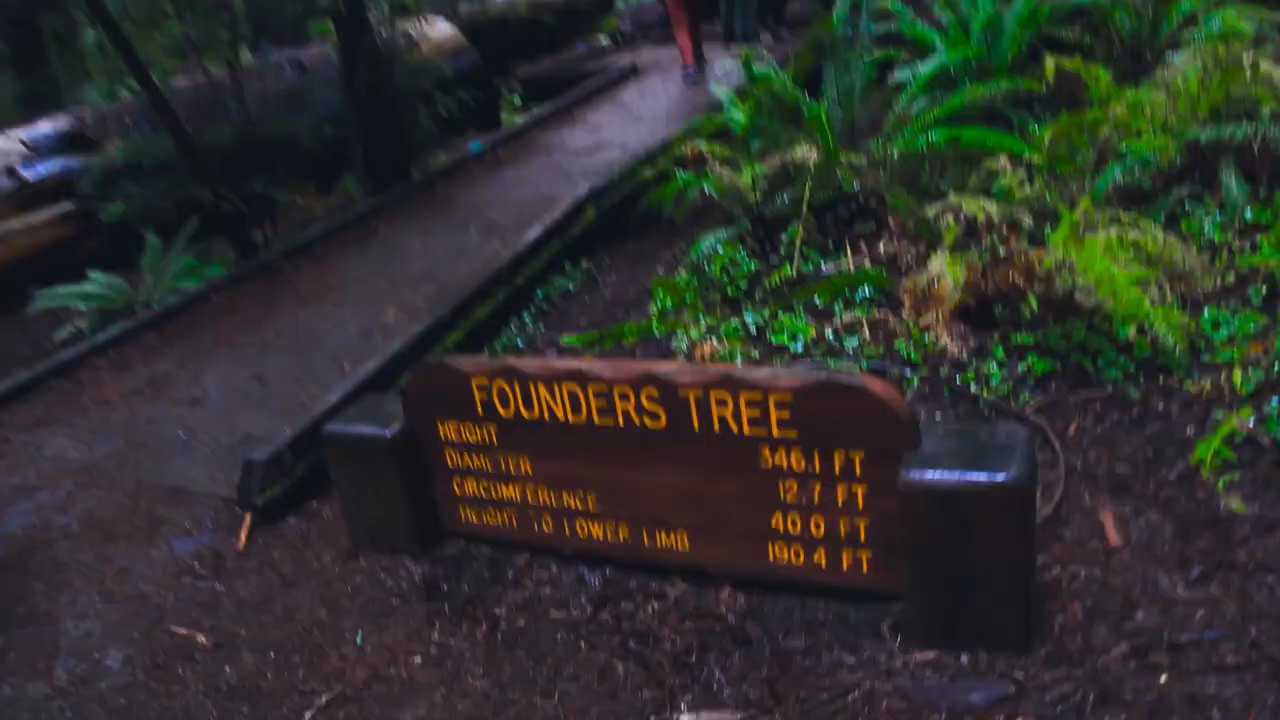 FOUNDERS TREE
HEIGHT 346.1 FT
DIAMETER 12.7 FT
CIRCUMFERENCE 40.0 FT
HEIGHT TO LOWER LIMB 190.4 FT